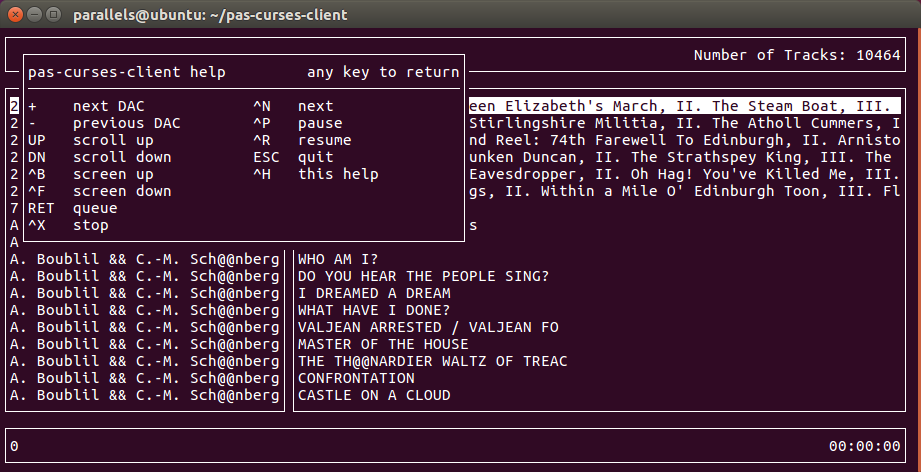 parallels@ubuntu: ~/pas-curses-client
Number of Tracks: 10464
pas-curses-client help any key to return
2 + next DAC ^N next een Elizabeth's March, II. The Steam Boat, III.
2 - previous DAC ^P pause Stirlingshire Militia, II. The Atholl Cummers, I
2 UP scroll up ^R resume nd Reel: 74th Farewell To Edinburgh, II. Arnisto
2 DN scroll down ESC quit unken Duncan, II. The Strathspey King, III. The
2 ^B screen up ^H this help Eavesdropper, II. Oh Hag! You've Killed Me, III.
2 ^F screen down gs, II. Within a Mile O' Edinburgh Toon, III. Fl
7 RET queue
A ^X stop s
A
A. Boublil && C.-M. Sch@@nberg WHO AM I?
A. Boublil && C.-M. Sch@@nberg DO YOU HEAR THE PEOPLE SING?
A. Boublil && C.-M. Sch@@nberg I DREAMED A DREAM
A. Boublil && C.-M. Sch@@nberg WHAT HAVE I DONE?
A. Boublil && C.-M. Sch@@nberg VALJEAN ARRESTED / VALJEAN FO
A. Boublil && C.-M. Sch@@nberg MASTER OF THE HOUSE
A. Boublil && C.-M. Sch@@nberg THE TH@@NARDIER WALTZ OF TREAC
A. Boublil && C.-M. Sch@@nberg CONFRONTATION
A. Boublil && C.-M. Sch@@nberg CASTLE ON A CLOUD
0 00:00:00